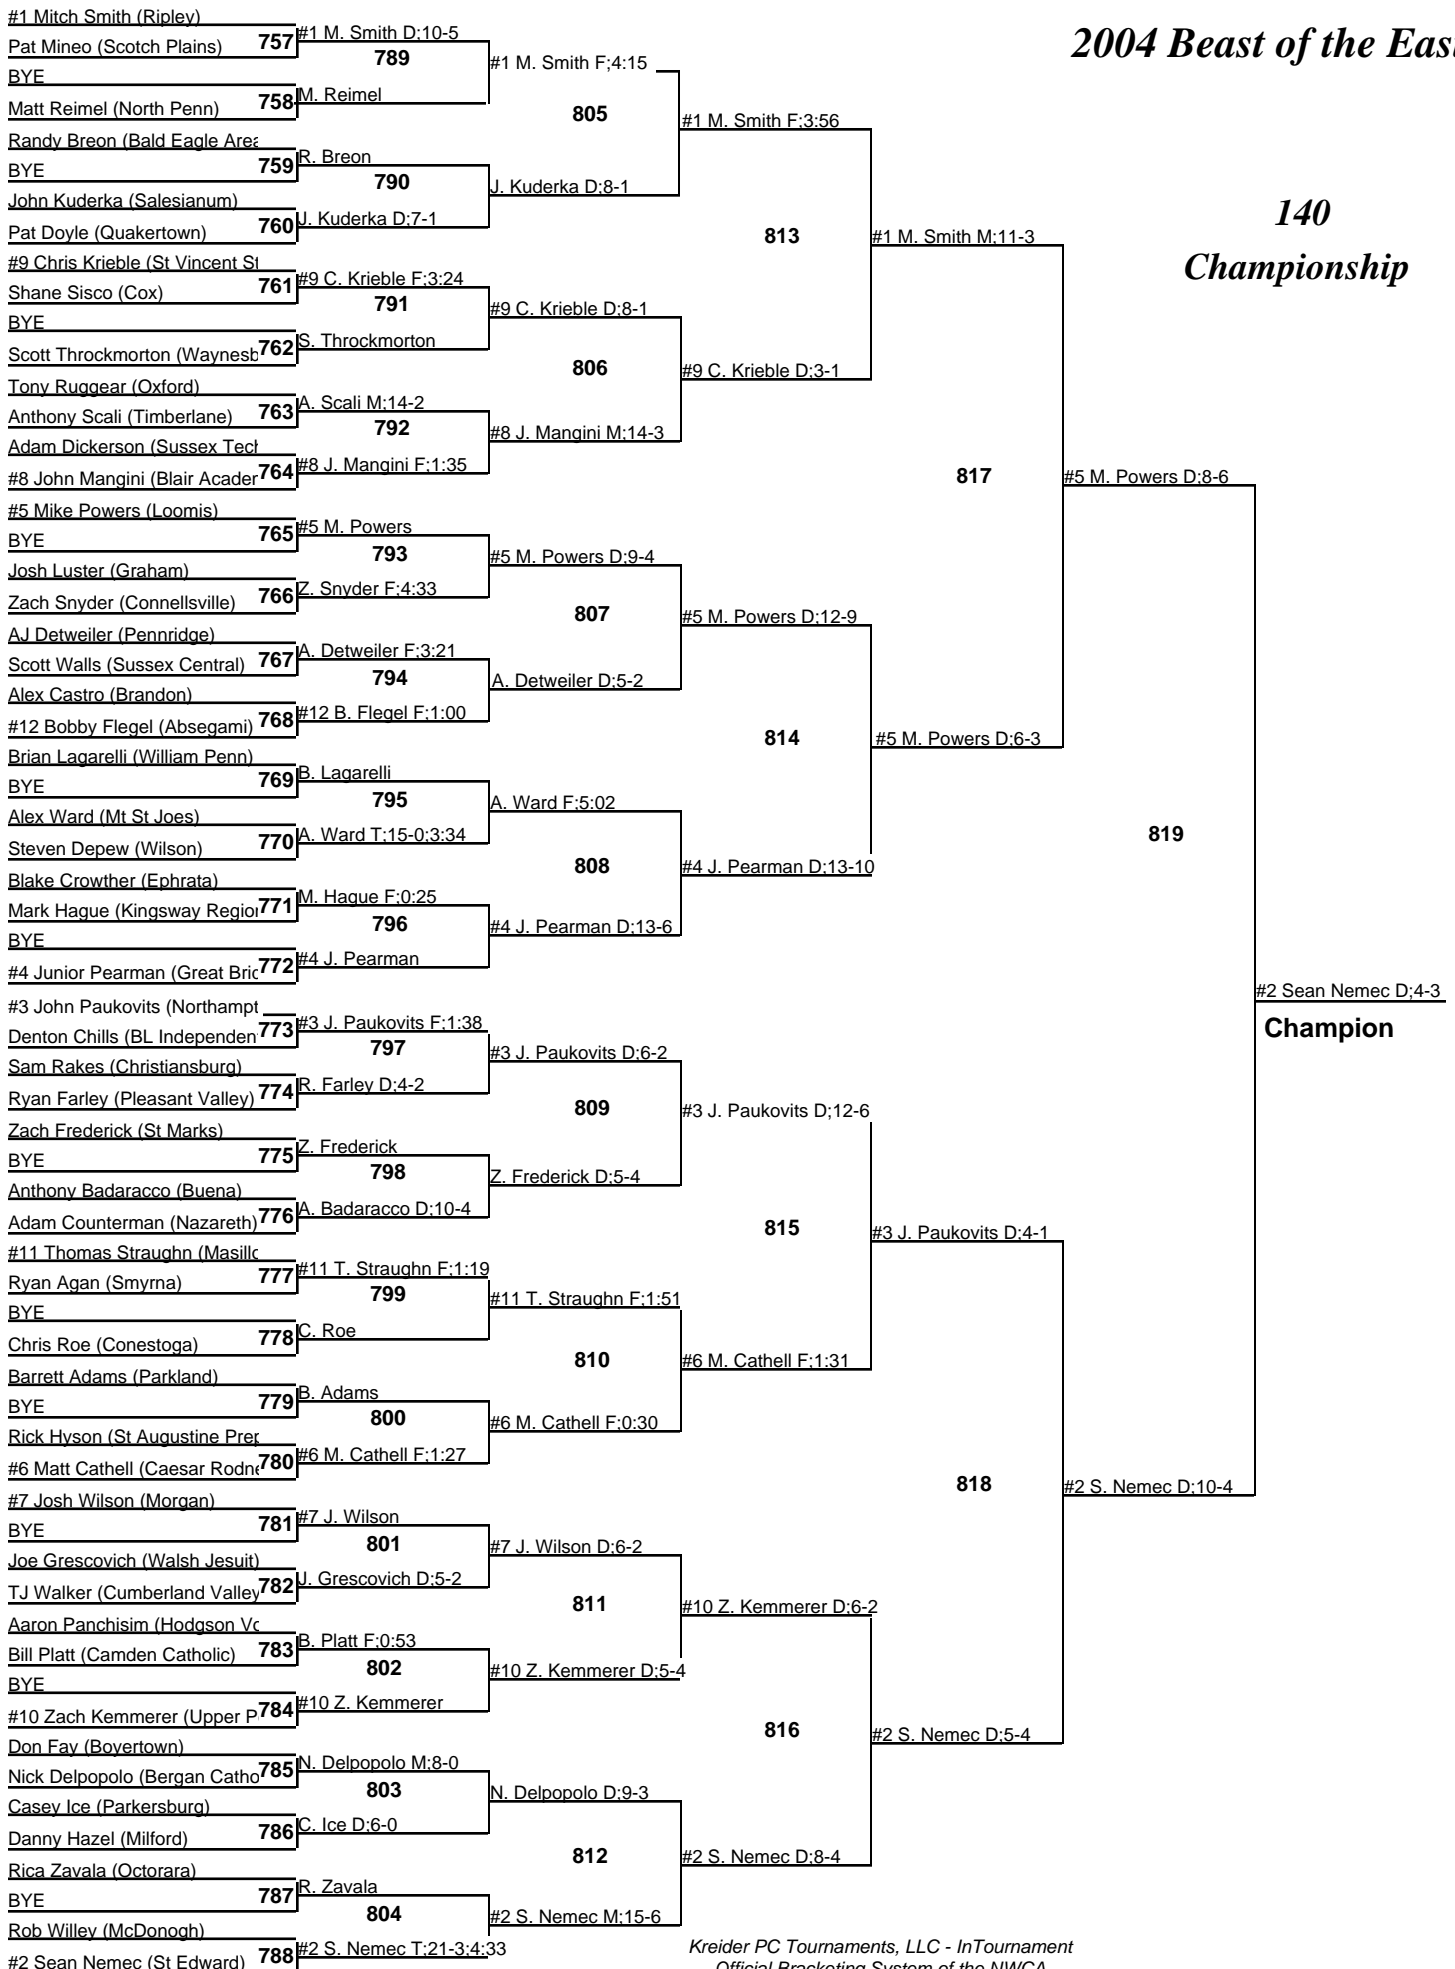 2004 Beast of the Eas
140
Championship
#1 Mitch Smith (Ripley)
Pat Mineo (Scotch Plains)
757
BYE
Matt Reimel (North Penn)
758
Randy Breon (Bald Eagle Area
BYE
759
John Kuderka (Salesianum)
Pat Doyle (Quakertown)
760
#9 Chris Krieble (St Vincent St
Shane Sisco (Cox)
761
BYE
Scott Throckmorton (Waynesb
762
Tony Ruggear (Oxford)
Anthony Scali (Timberlane)
763
Adam Dickerson (Sussex Tech
#8 John Mangini (Blair Academ
764
#5 Mike Powers (Loomis)
BYE
765
Josh Luster (Graham)
Zach Snyder (Connellsville)
766
AJ Detweiler (Pennridge)
Scott Walls (Sussex Central)
767
Alex Castro (Brandon)
#12 Bobby Flegel (Absegami)
768
Brian Lagarelli (William Penn)
BYE
769
Alex Ward (Mt St Joes)
Steven Depew (Wilson)
770
Blake Crowther (Ephrata)
Mark Hague (Kingsway Region
771
BYE
#4 Junior Pearman (Great Brid
772
#3 John Paukovits (Northampt
Denton Chills (BL Independen
773
Sam Rakes (Christiansburg)
Ryan Farley (Pleasant Valley)
774
Zach Frederick (St Marks)
BYE
775
Anthony Badaracco (Buena)
Adam Counterman (Nazareth)
776
#11 Thomas Straughn (Masillo
Ryan Agan (Smyrna)
777
BYE
Chris Roe (Conestoga)
778
Barrett Adams (Parkland)
BYE
779
Rick Hyson (St Augustine Prep
#6 Matt Cathell (Caesar Rodne
780
#7 Josh Wilson (Morgan)
BYE
781
Joe Grescovich (Walsh Jesuit)
TJ Walker (Cumberland Valley
782
Aaron Panchisim (Hodgson Vo
Bill Platt (Camden Catholic)
783
BYE
#10 Zach Kemmerer (Upper P
784
Don Fay (Boyertown)
Nick Delpopolo (Bergan Catho
785
Casey Ice (Parkersburg)
Danny Hazel (Milford)
786
Rica Zavala (Octorara)
BYE
787
Rob Willey (McDonogh)
#2 Sean Nemec (St Edward)
788
#1 M. Smith D;10-5
789
M. Reimel
R. Breon
790
J. Kuderka D;7-1
#9 C. Krieble F;3:24
791
S. Throckmorton
A. Scali M;14-2
792
#8 J. Mangini F;1:35
#5 M. Powers
793
Z. Snyder F;4:33
A. Detweiler F;3:21
794
#12 B. Flegel F;1:00
B. Lagarelli
795
A. Ward T;15-0;3:34
M. Hague F;0:25
796
#4 J. Pearman
#3 J. Paukovits F;1:38
797
R. Farley D;4-2
Z. Frederick
798
A. Badaracco D;10-4
#11 T. Straughn F;1:19
799
C. Roe
B. Adams
800
#6 M. Cathell F;1:27
#7 J. Wilson
801
J. Grescovich D;5-2
B. Platt F;0:53
802
#10 Z. Kemmerer
N. Delpopolo M;8-0
803
C. Ice D;6-0
R. Zavala
804
#2 S. Nemec T;21-3;4:33
#1 M. Smith F;4:15
805
J. Kuderka D;8-1
#9 C. Krieble D;8-1
806
#8 J. Mangini M;14-3
#5 M. Powers D;9-4
807
A. Detweiler D;5-2
A. Ward F;5:02
808
#4 J. Pearman D;13-6
#3 J. Paukovits D;6-2
809
Z. Frederick D;5-4
#11 T. Straughn F;1:51
810
#6 M. Cathell F;0:30
#7 J. Wilson D;6-2
811
#10 Z. Kemmerer D;5-4
N. Delpopolo D;9-3
812
#2 S. Nemec M;15-6
#1 M. Smith F;3:56
813
#9 C. Krieble D;3-1
#5 M. Powers D;12-9
814
#4 J. Pearman D;13-10
#3 J. Paukovits D;12-6
815
#6 M. Cathell F;1:31
#10 Z. Kemmerer D;6-2
816
#2 S. Nemec D;8-4
#1 M. Smith M;11-3
817
#5 M. Powers D;6-3
#3 J. Paukovits D;4-1
818
#2 S. Nemec D;5-4
#5 M. Powers D;8-6
819
#2 S. Nemec D;10-4
#2 Sean Nemec D;4-3
Champion
Kreider PC Tournaments, LLC - InTournament
Official Bracketing System of the NWCA